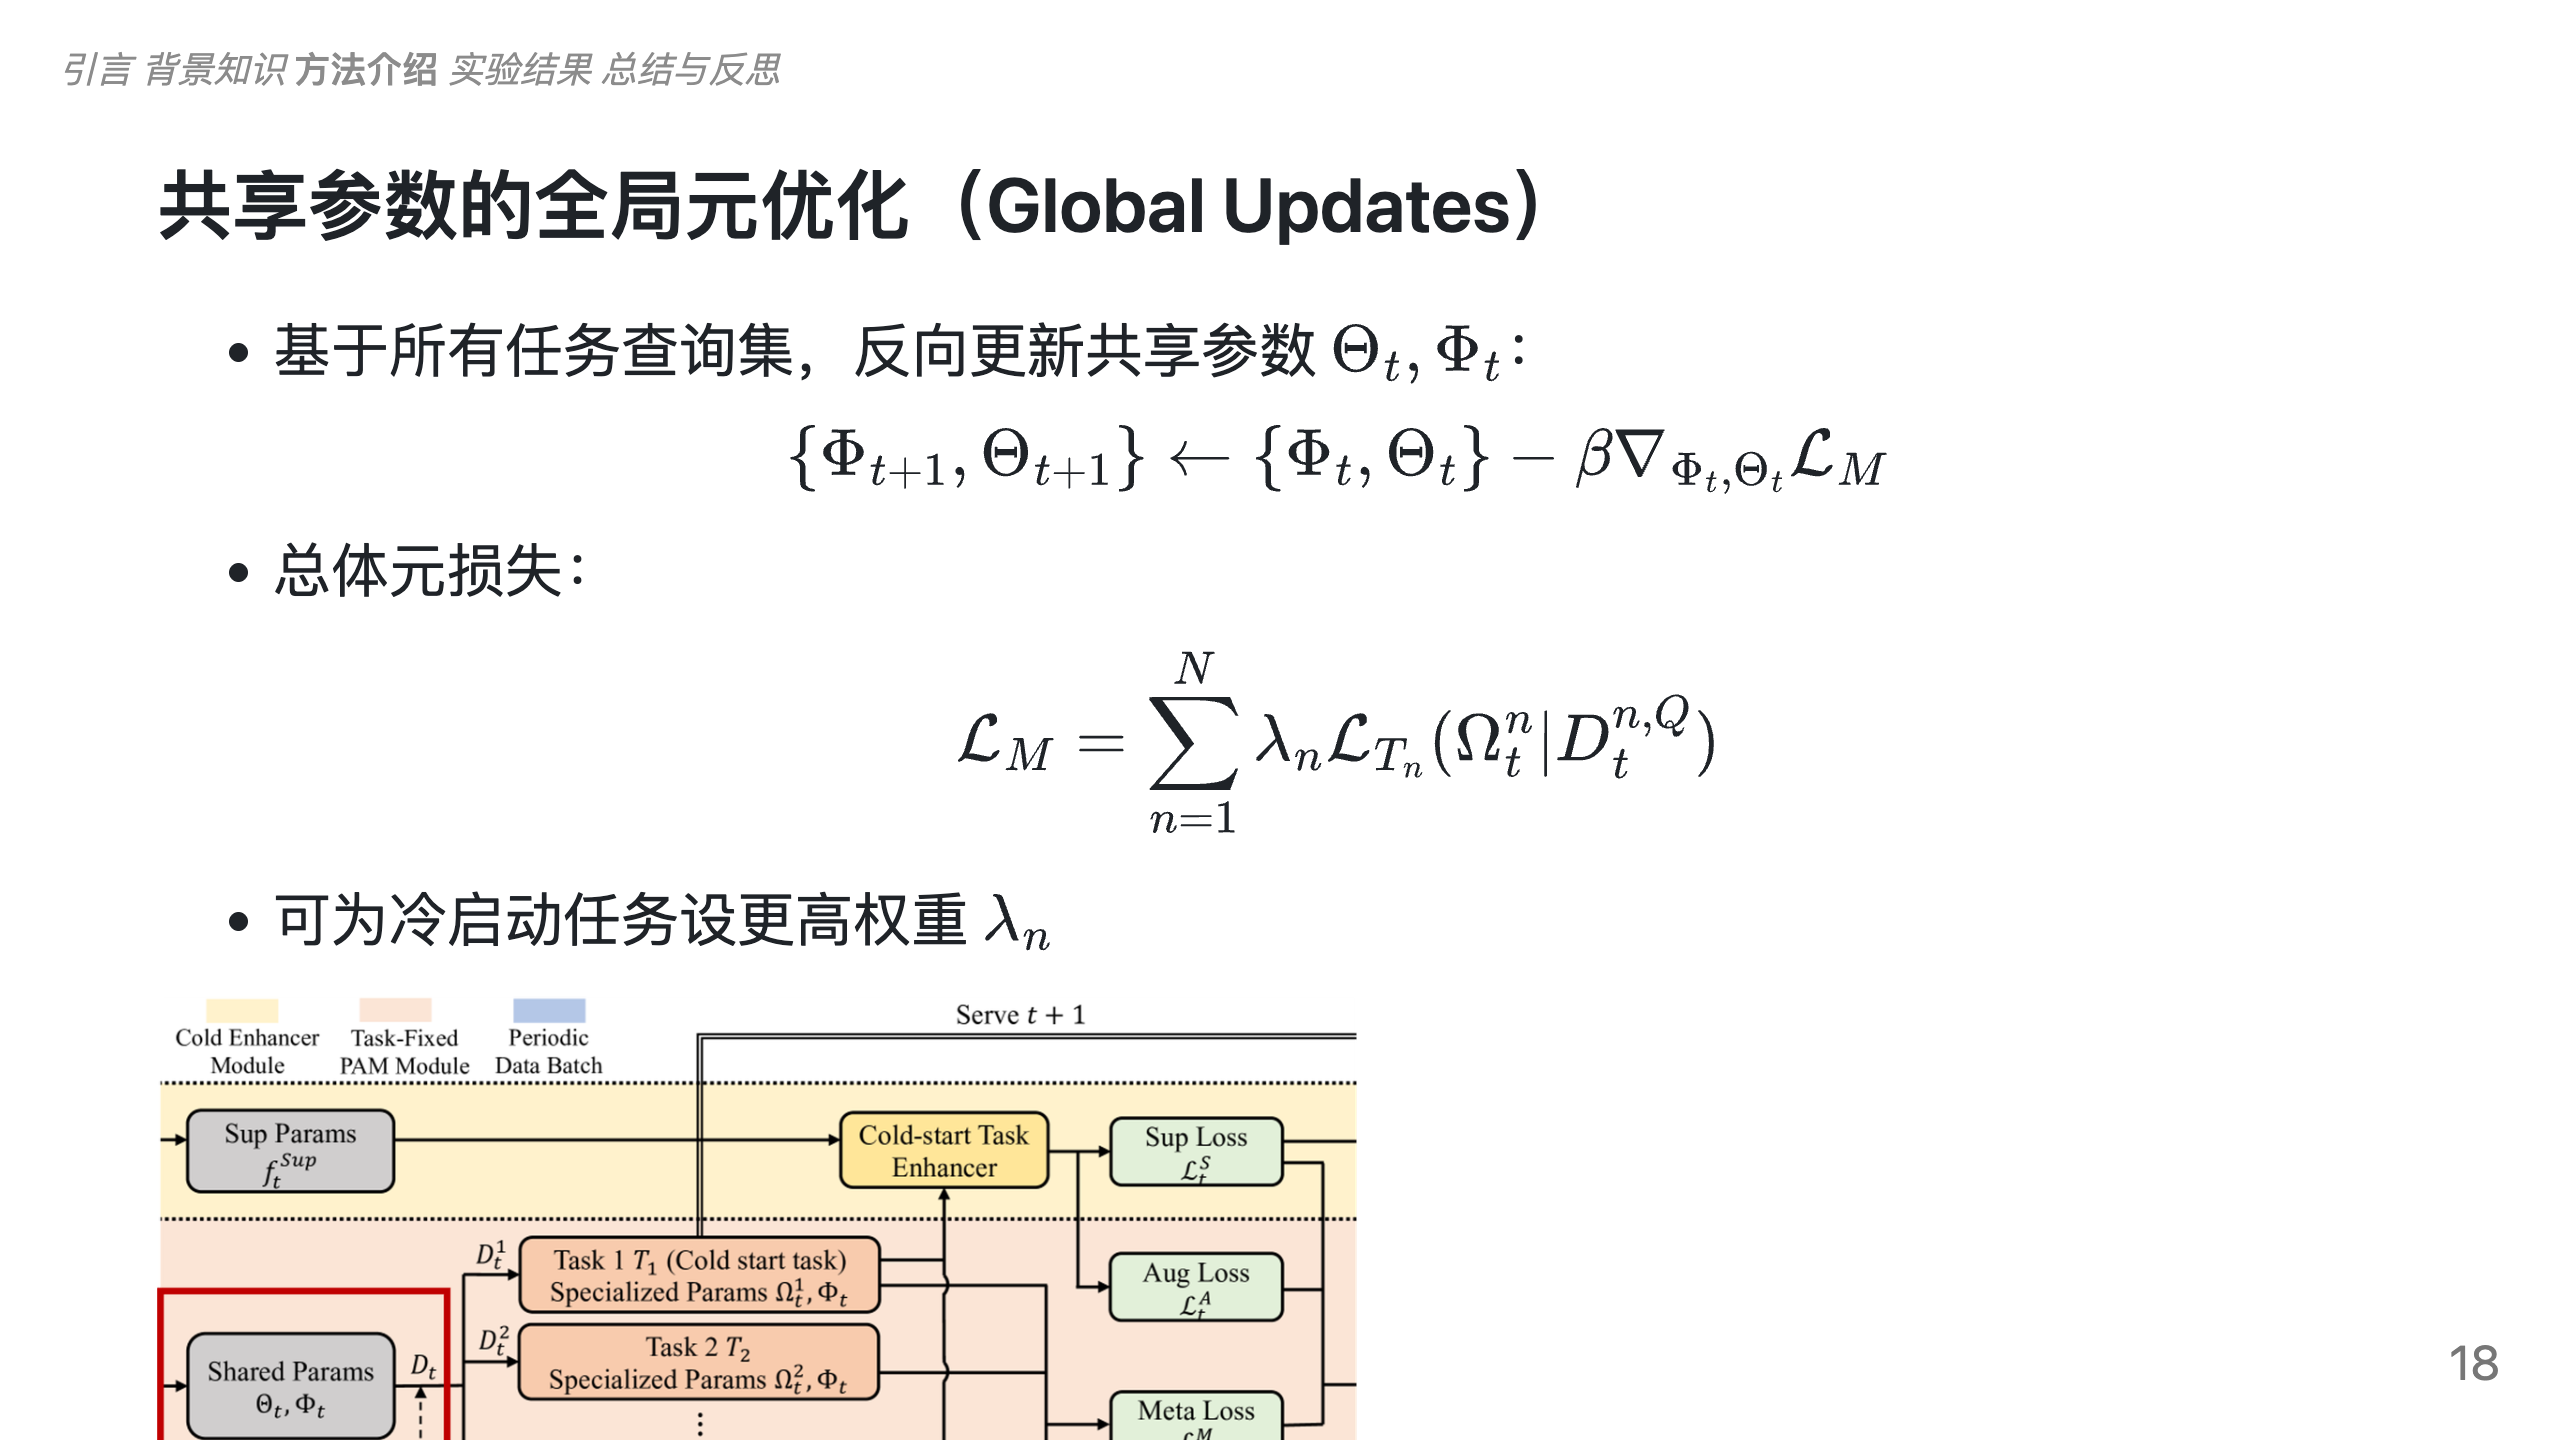 引言 背景知识 方法介绍 实验结果 总结与反思
共享参数的全局元优化（Global Updates）
• 基于所有任务查询集，反向更新共享参数 Θ_t, Φ_t：
{Φ_{t+1}, Θ_{t+1}} ← {Φ_t, Θ_t} − β∇_{Φ_t,Θ_t} ℒ_M
• 总体元损失：
ℒ_M = ∑_{n=1}^{N} λ_n ℒ_{T_n}(Ω_t^n|D_t^{n,Q})
• 可为冷启动任务设更高权重 λ_n
Cold Enhancer
Module
Task-Fixed
PAM Module
Periodic
Data Batch
Serve t + 1
Sup Params
f_t^{Sup}
Cold-start Task
Enhancer
Sup Loss
ℒ_t^S
D_t^1
Task 1 T_1 (Cold start task)
Specialized Params Ω_t^1, Φ_t
Aug Loss
ℒ_t^A
D_t^2
Task 2 T_2
Specialized Params Ω_t^2, Φ_t
⋮
Shared Params
Θ_t, Φ_t
D_t
Meta Loss
18